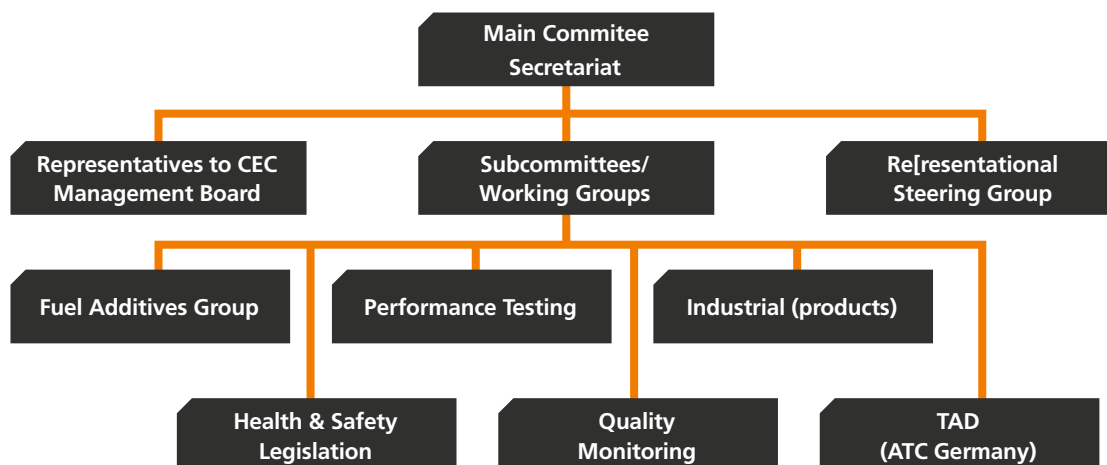 Main Commitee
Secretariat
Representatives to CEC
Management Board
Subcommittees/
Working Groups
Re[resentational
Steering Group
Fuel Additives Group
Performance Testing
Industrial (products)
Health & Safety
Legislation
Quality
Monitoring
TAD
(ATC Germany)